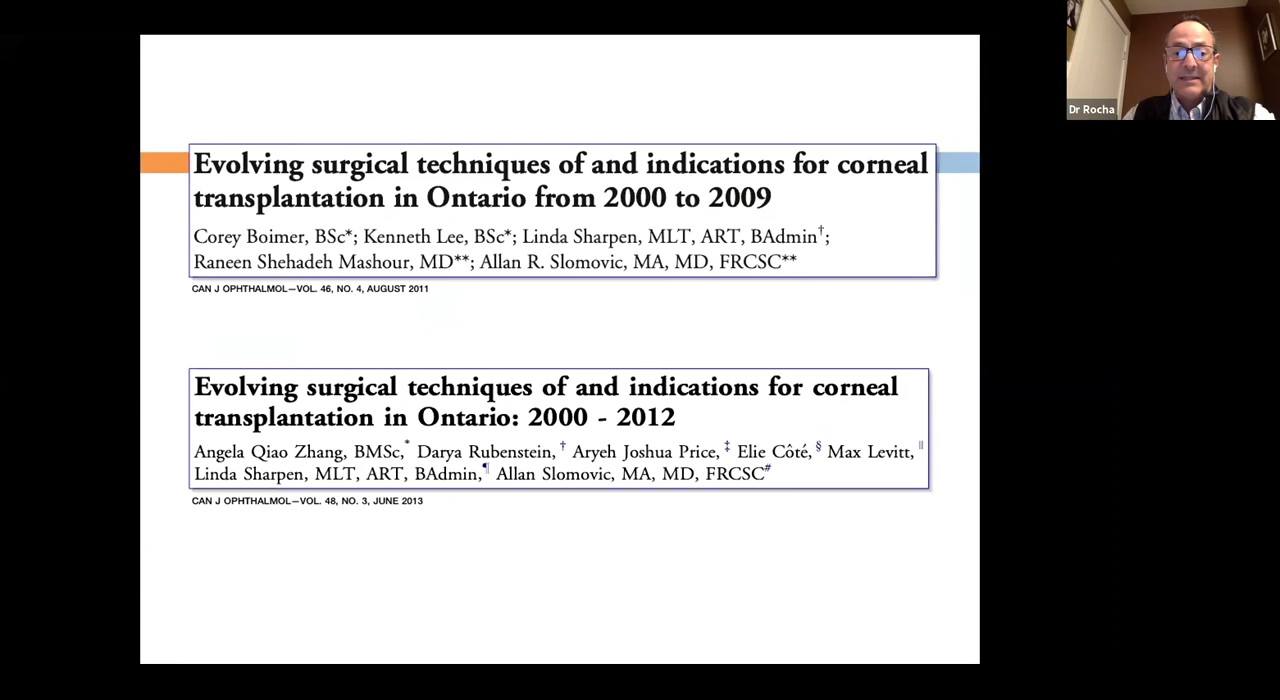 Evolving surgical techniques of and indications for corneal
transplantation in Ontario from 2000 to 2009
Corey Boimer, BSc*; Kenneth Lee, BSc*; Linda Sharpen, MLT, ART, BAdmin†;
Raneen Shehadeh Mashour, MD**; Allan R. Slomovic, MA, MD, FRCSC**
CAN J OPHTHALMOL—VOL. 46, NO. 4, AUGUST 2011
Evolving surgical techniques of and indications for corneal
transplantation in Ontario: 2000 - 2012
Angela Qiao Zhang, BMSc,* Darya Rubenstein,† Aryeh Joshua Price,‡ Elie Côté,§ Max Levitt,‖
Linda Sharpen, MLT, ART, BAdmin,¶ Allan Slomovic, MA, MD, FRCSC#
CAN J OPHTHALMOL—VOL. 48, NO. 3, JUNE 2013
Dr Rocha